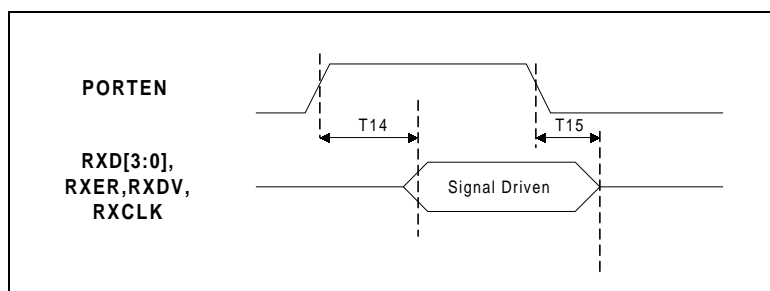 PORTEN
T14
T15
RXD[3:0],
RXER,RXDV,
RXCLK
Signal Driven